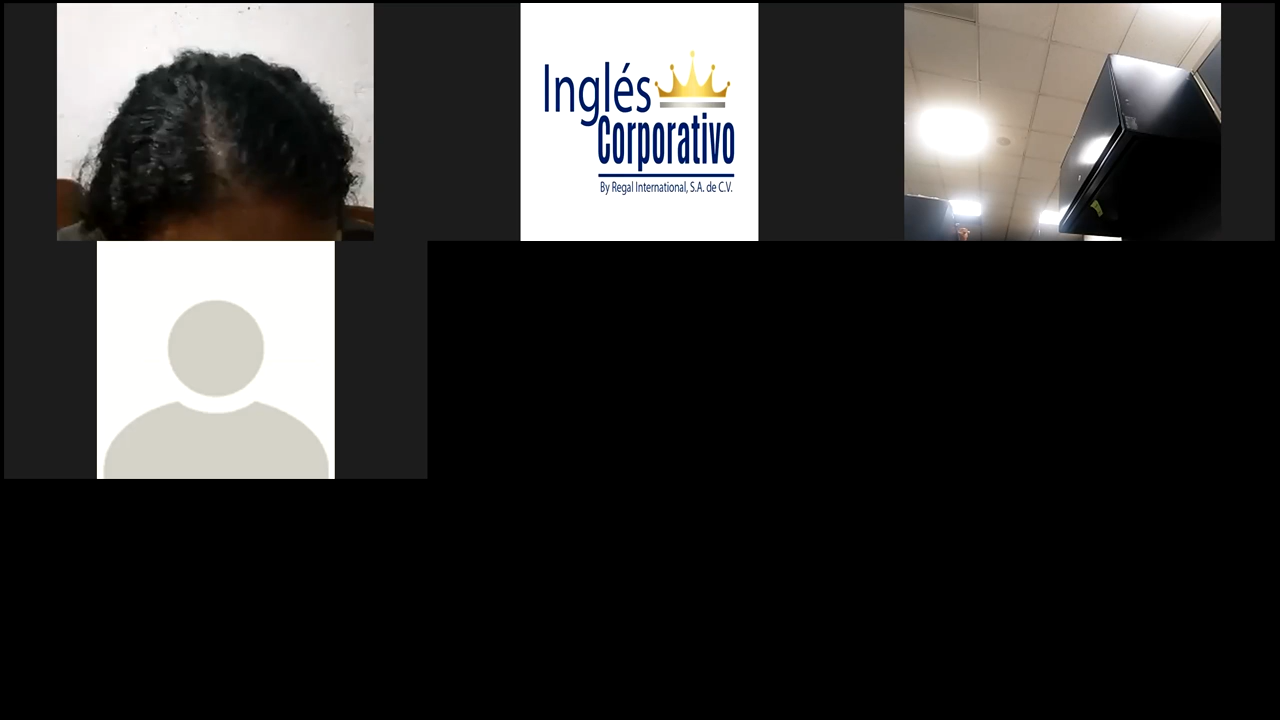 Inglés
Corporativo
By Regal International, S.A. de C.V.